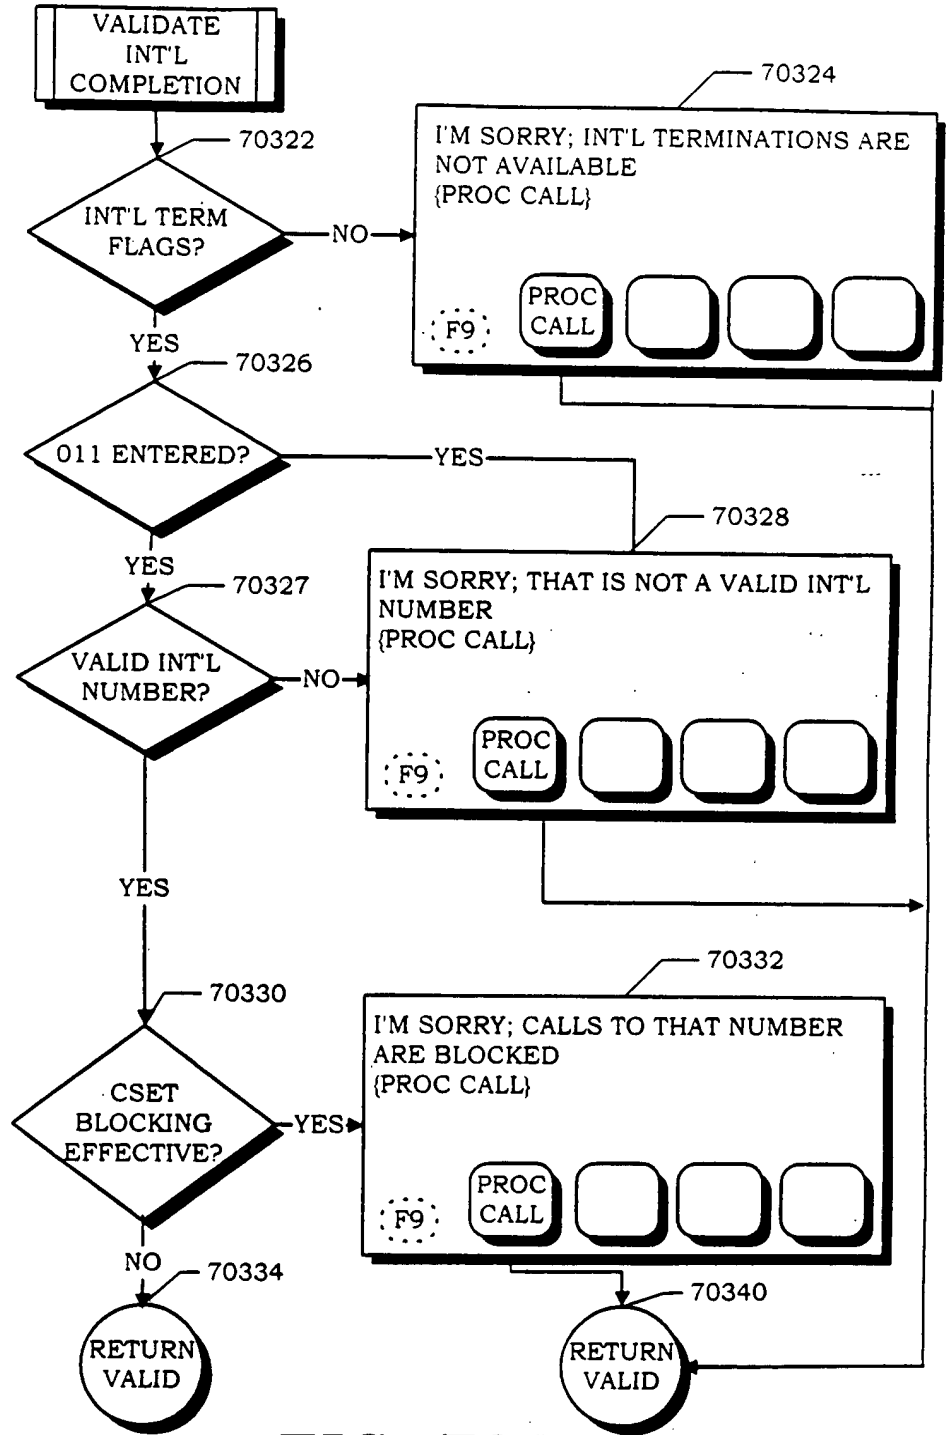 VALIDATE
INT'L
COMPLETION
70322
70324
I'M SORRY; INT'L TERMINATIONS ARE
NOT AVAILABLE
{PROC CALL}
INT'L TERM
FLAGS?
NO
PROC
CALL
F9
YES
70326
011 ENTERED?
YES
70328
YES
70327
I'M SORRY; THAT IS NOT A VALID INT'L
NUMBER
{PROC CALL}
VALID INT'L
NUMBER?
NO
PROC
CALL
F9
YES
70332
70330
I'M SORRY; CALLS TO THAT NUMBER
ARE BLOCKED
{PROC CALL}
CSET
BLOCKING
EFFECTIVE?
YES
PROC
CALL
F9
NO
70334
70340
RETURN
VALID
RETURN
VALID